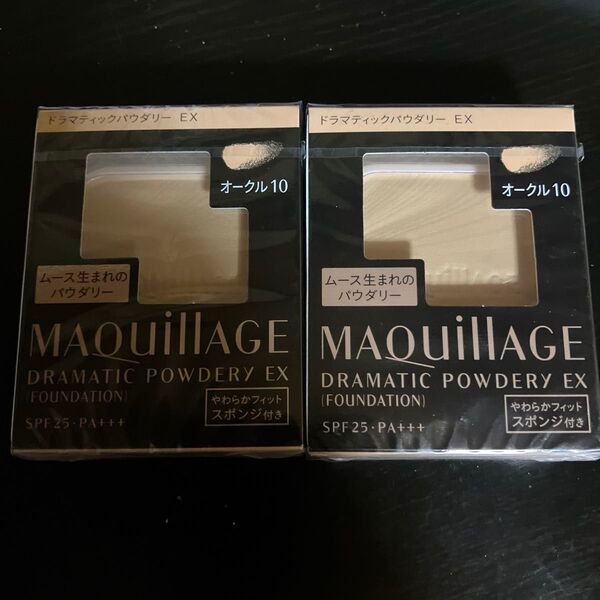 ドラマティックパウダリー EX
オークル10
ムース生まれの
パウダリー
MAQuillAGE
DRAMATIC POWDERY EX
(FOUNDATION)
やわらかフィット
スポンジ付き
SPF25・PA+++
ドラマティックパウダリー EX
オークル10
ムース生まれの
パウダリー
MAQuillAGE
DRAMATIC POWDERY EX
(FOUNDATION)
やわらかフィット
スポンジ付き
SPF25・PA+++